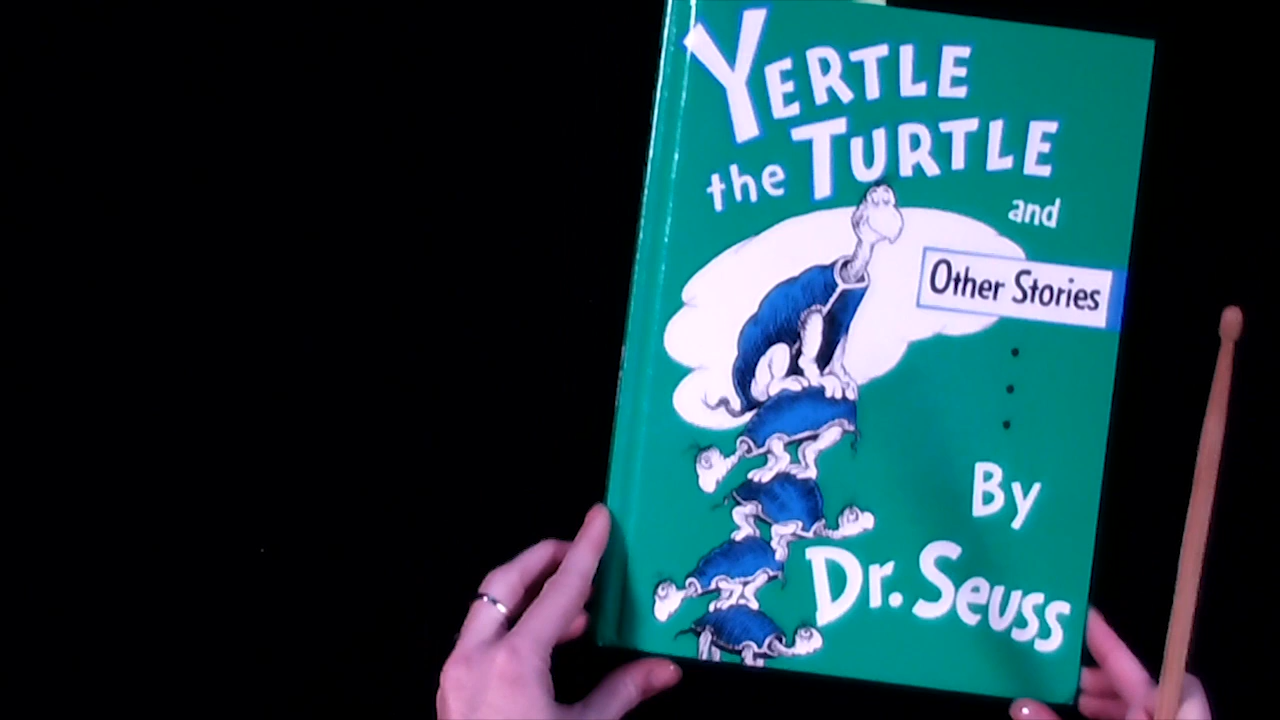 YERTLE
the TURTLE
and
Other Stories
By
Dr. Seuss